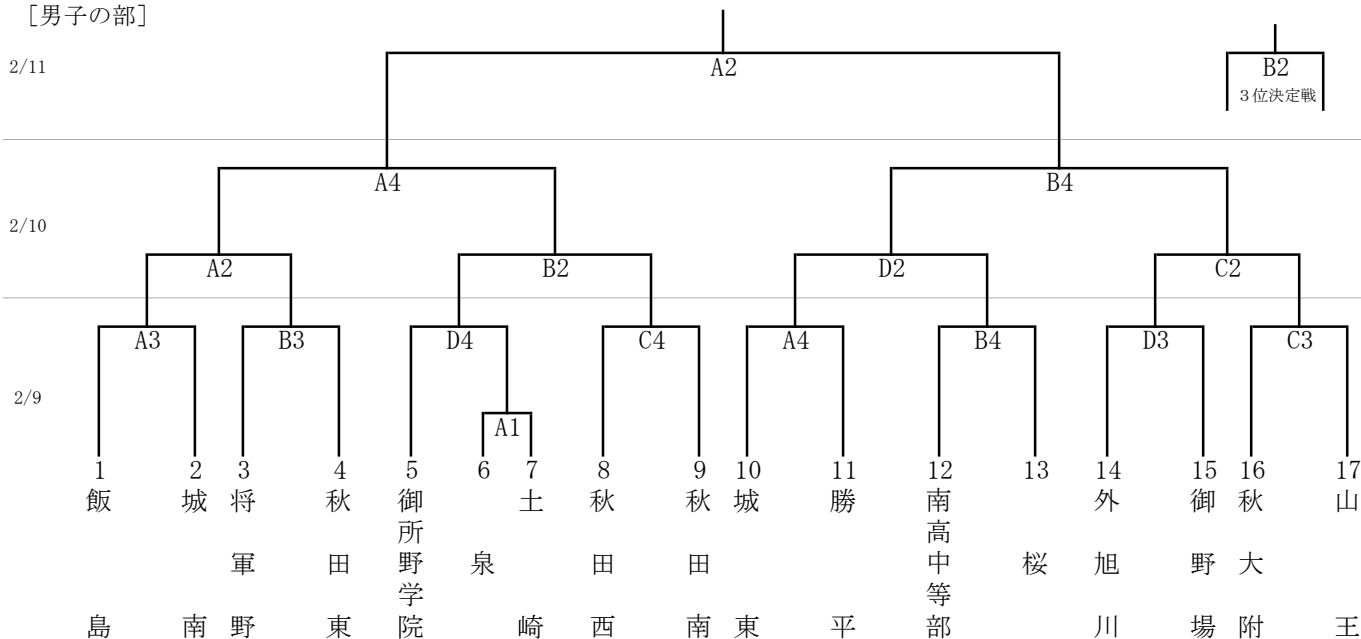 ［男子の部］
2/11
A2
B2
３位決定戦
A4
B4
2/10
A2
B2
D2
C2
A3
B3
D4
C4
A4
B4
D3
C3
2/9
A1
1
2
3
4
5
6
7
8
9
10
11
12
13
14
15
16
17
飯島
城南
将軍野
秋田東
御所野学院
泉
土崎
秋田西
秋田南
城東
勝平
南高中等部
桜
外旭川
御野場
秋大附
山王